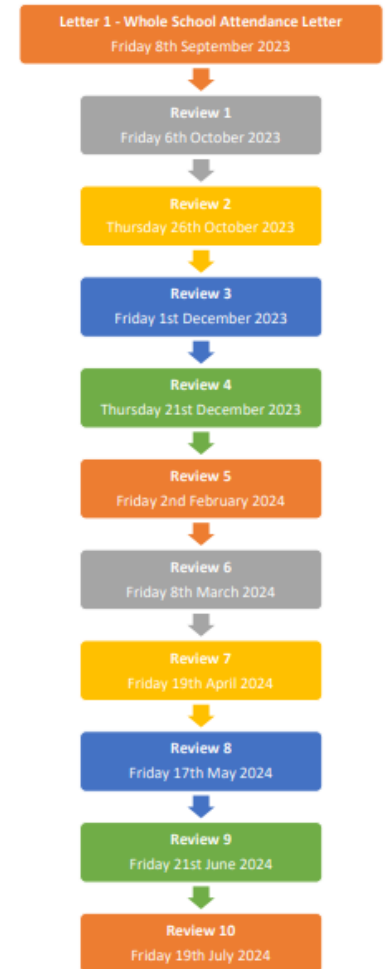 Letter 1 - Whole School Attendance Letter
Friday 8th September 2023
Review 1
Friday 6th October 2023
Review 2
Thursday 26th October 2023
Review 3
Friday 1st December 2023
Review 4
Thursday 21st December 2023
Review 5
Friday 2nd February 2024
Review 6
Friday 8th March 2024
Review 7
Friday 19th April 2024
Review 8
Friday 17th May 2024
Review 9
Friday 21st June 2024
Review 10
Friday 19th July 2024